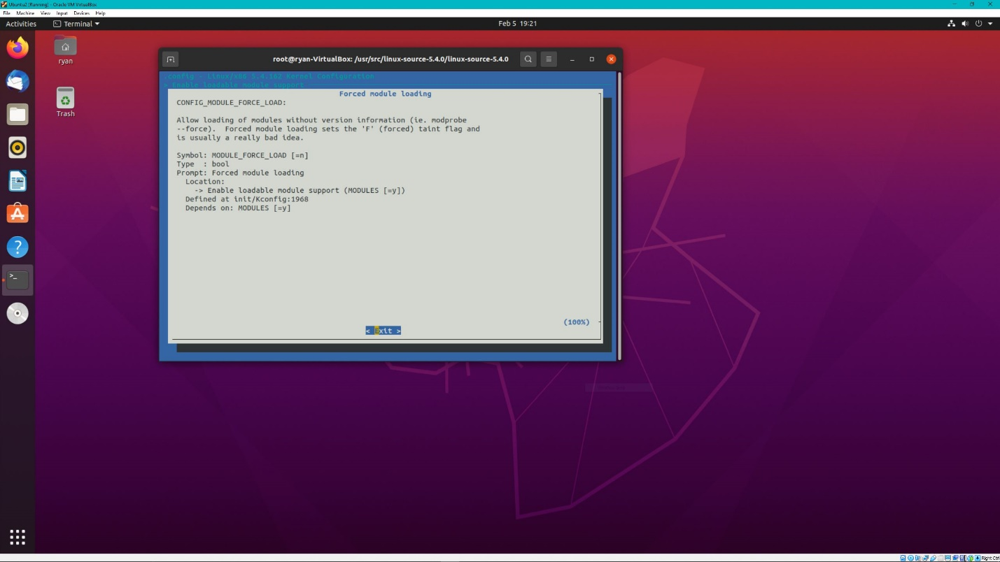 Ubuntu2 [Running] - Oracle VM VirtualBox
File Machine View Input Devices Help
Activities Terminal Feb 5 19:21
ryan
Trash
root@ryan-VirtualBox: /usr/src/linux-source-5.4.0/linux-source-5.4.0
.config - Linux/x86 5.4.162 Kernel Configuration
> Enable loadable module support
Forced module loading
CONFIG_MODULE_FORCE_LOAD:
Allow loading of modules without version information (ie. modprobe
--force). Forced module loading sets the 'F' (forced) taint flag and
is usually a really bad idea.
Symbol: MODULE_FORCE_LOAD [=n]
Type : bool
Prompt: Forced module loading
Location:
-> Enable loadable module support (MODULES [=y])
Defined at init/Kconfig:1968
Depends on: MODULES [=y]
(100%)
< Exit >
Right Ctrl